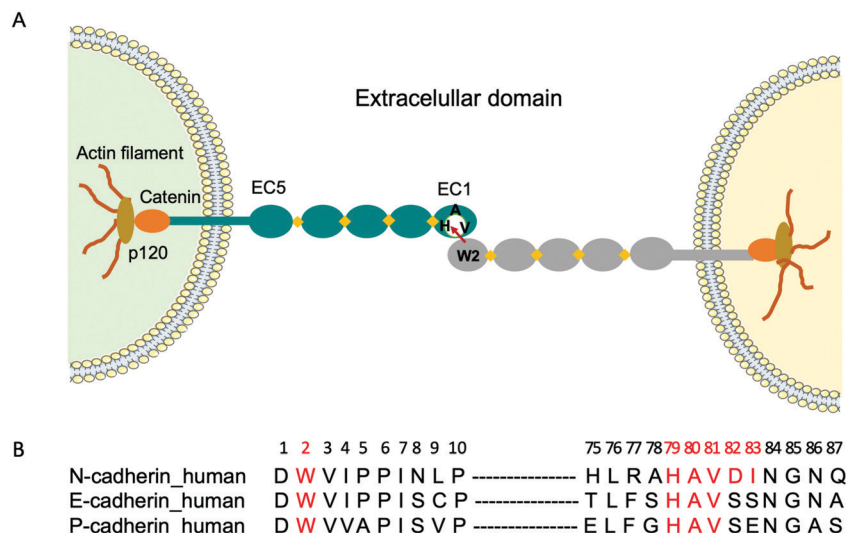 A
Extracelullar domain
Actin filament
Catenin
EC5
EC1
A
H V
p120
W2
B
1 2 3 4 5 6 7 8 9 10 75 76 77 78 79 80 81 82 83 84 85 86 87
N-cadherin_human D W V I P P I N L P -------------- H L R A H A V D I N G N Q
E-cadherin_human D W V I P P I S C P -------------- T L F S H A V S S N G N A
P-cadherin_human D W V V A P I S V P -------------- E L F G H A V S E N G A S